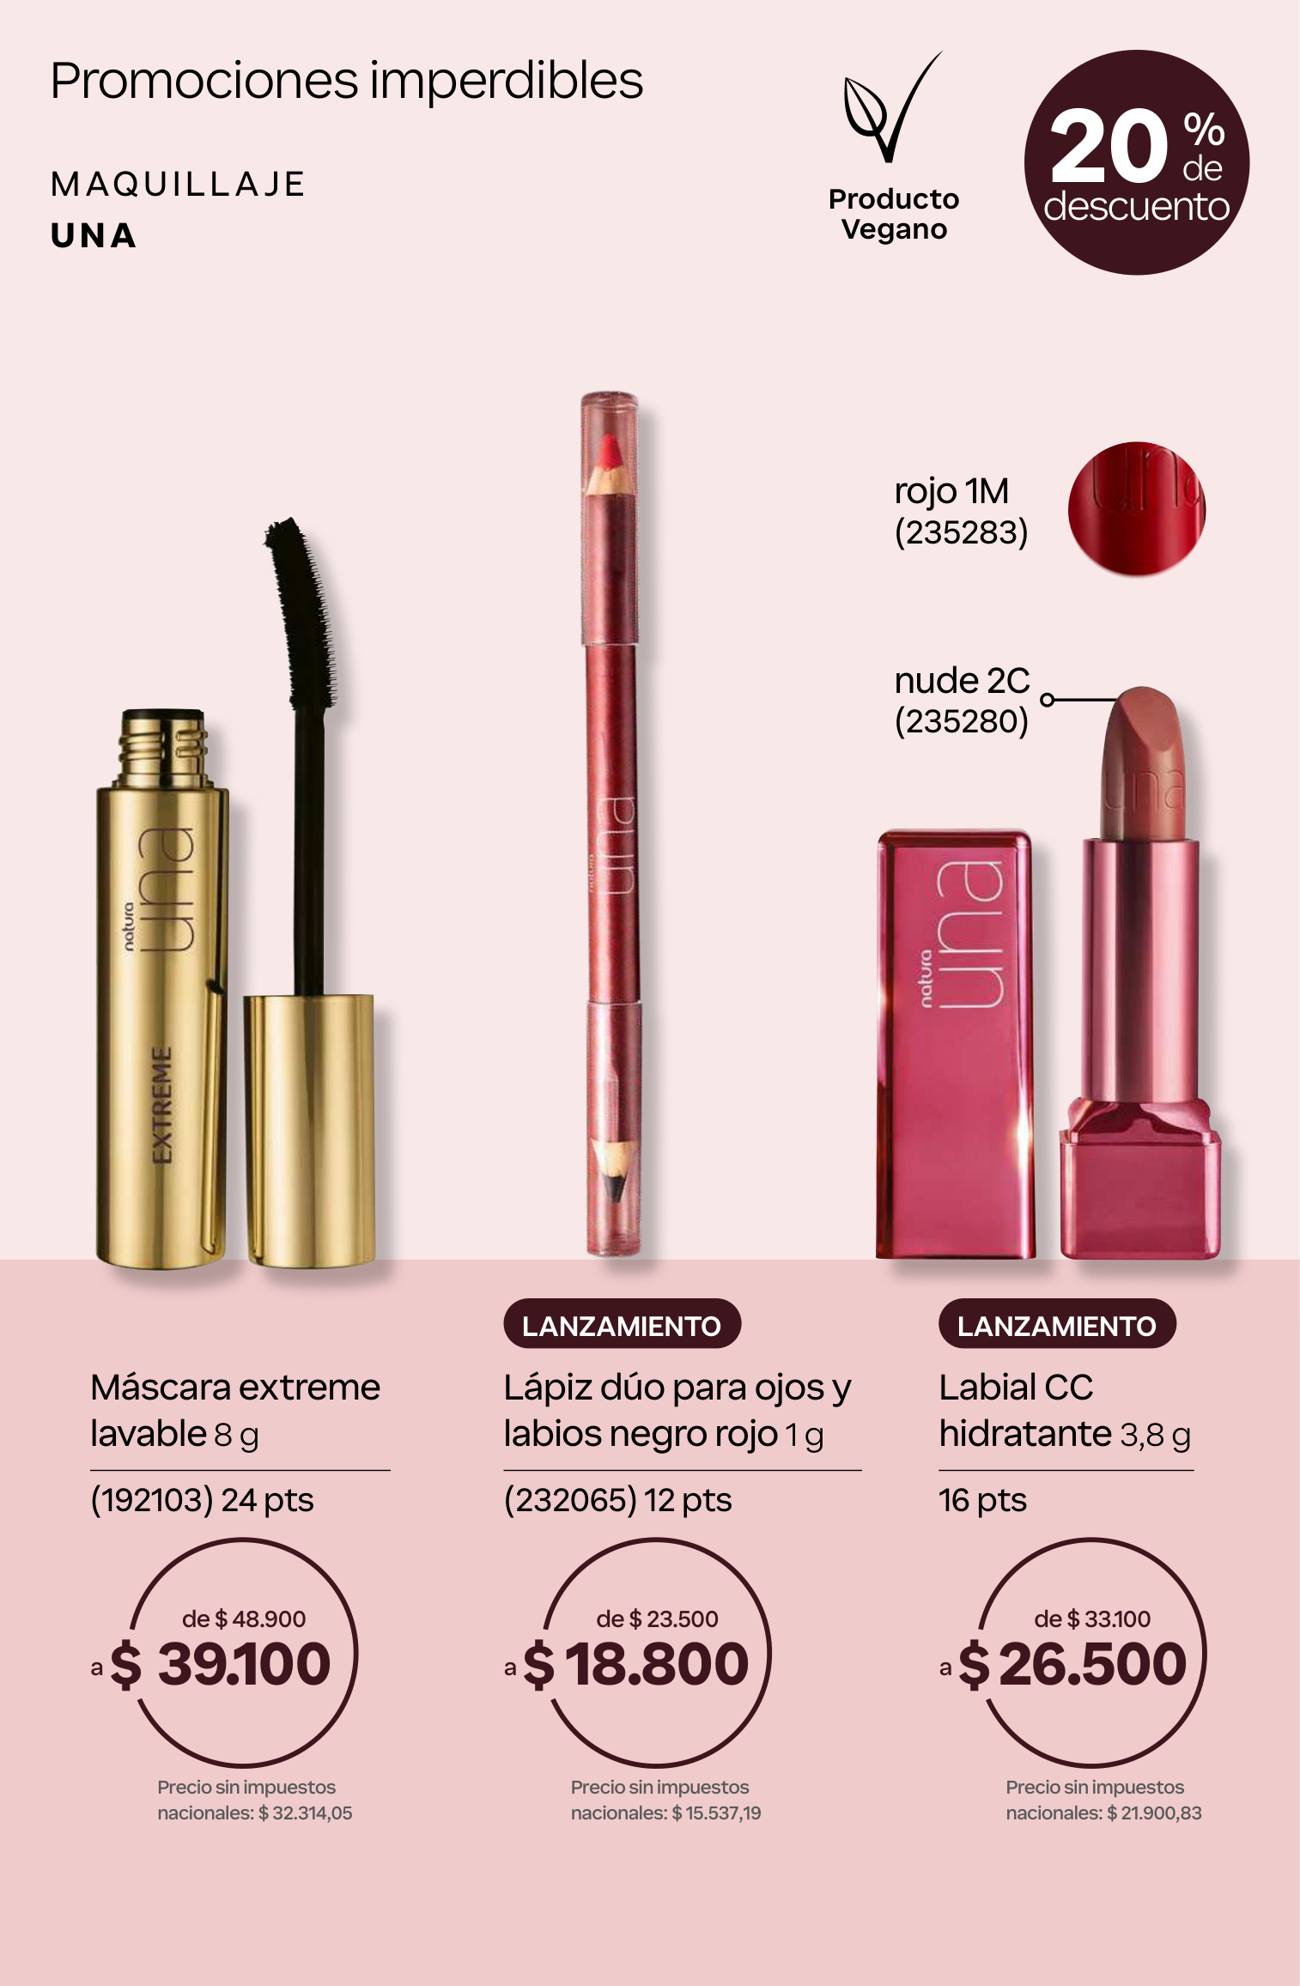 Promociones imperdibles
MAQUILLAJE
UNA
Producto
Vegano
20 %
de
descuento
rojo 1M
(235283)
nude 2C
(235280)
una
una
natura
una
EXTREME
natura
una
natura
una
LANZAMIENTO
LANZAMIENTO
Máscara extreme
lavable 8 g
(192103) 24 pts
de $ 48.900
a $ 39.100
Precio sin impuestos
nacionales: $ 32.314,05
Lápiz dúo para ojos y
labios negro rojo 1 g
(232065) 12 pts
de $ 23.500
a $ 18.800
Precio sin impuestos
nacionales: $ 15.537,19
Labial CC
hidratante 3,8 g
16 pts
de $ 33.100
a $ 26.500
Precio sin impuestos
nacionales: $ 21.900,83